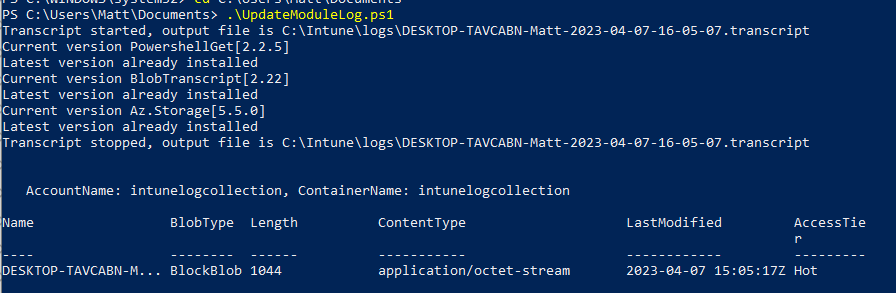 PS C:\WINDOWS\system32> cd C:\Users\Matt\Documents
PS C:\Users\Matt\Documents> .\UpdateModuleLog.ps1
Transcript started, output file is C:\Intune\logs\DESKTOP-TAVCABN-Matt-2023-04-07-16-05-07.transcript
Current version PowershellGet[2.2.5]
Latest version already installed
Current version BlobTranscript[2.22]
Latest version already installed
Current version Az.Storage[5.5.0]
Latest version already installed
Transcript stopped, output file is C:\Intune\logs\DESKTOP-TAVCABN-Matt-2023-04-07-16-05-07.transcript
AccountName: intunelogcollection, ContainerName: intunelogcollection
Name BlobType Length ContentType LastModified AccessTie
r
---- -------- ------ ----------- ------------ ---------
DESKTOP-TAVCABN-M... BlockBlob 1044 application/octet-stream 2023-04-07 15:05:17Z Hot